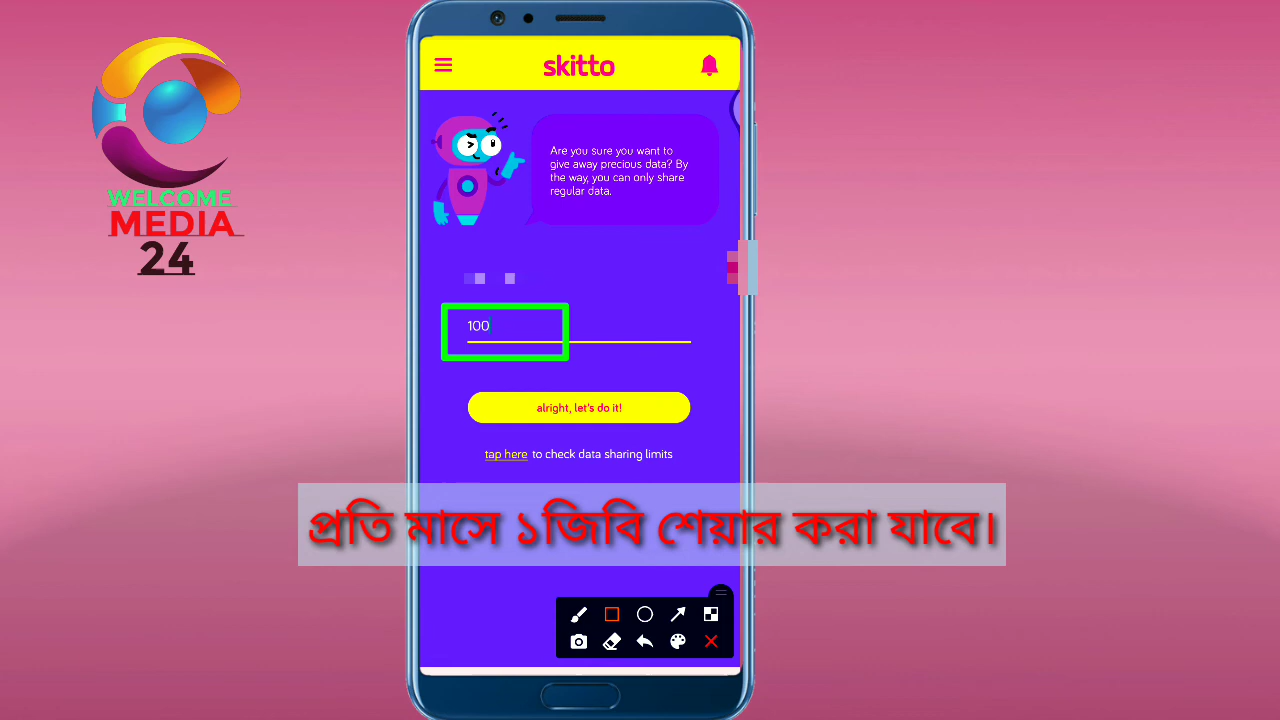 WELCOME
MEDIA
24
skitto
Are you sure you want to
give away precious data? By
the way, you can only share
regular data.
100
alright, let's do it!
tap here to check data sharing limits
প্রতি মাসে ১জিবি শেয়ার করা যাবে।